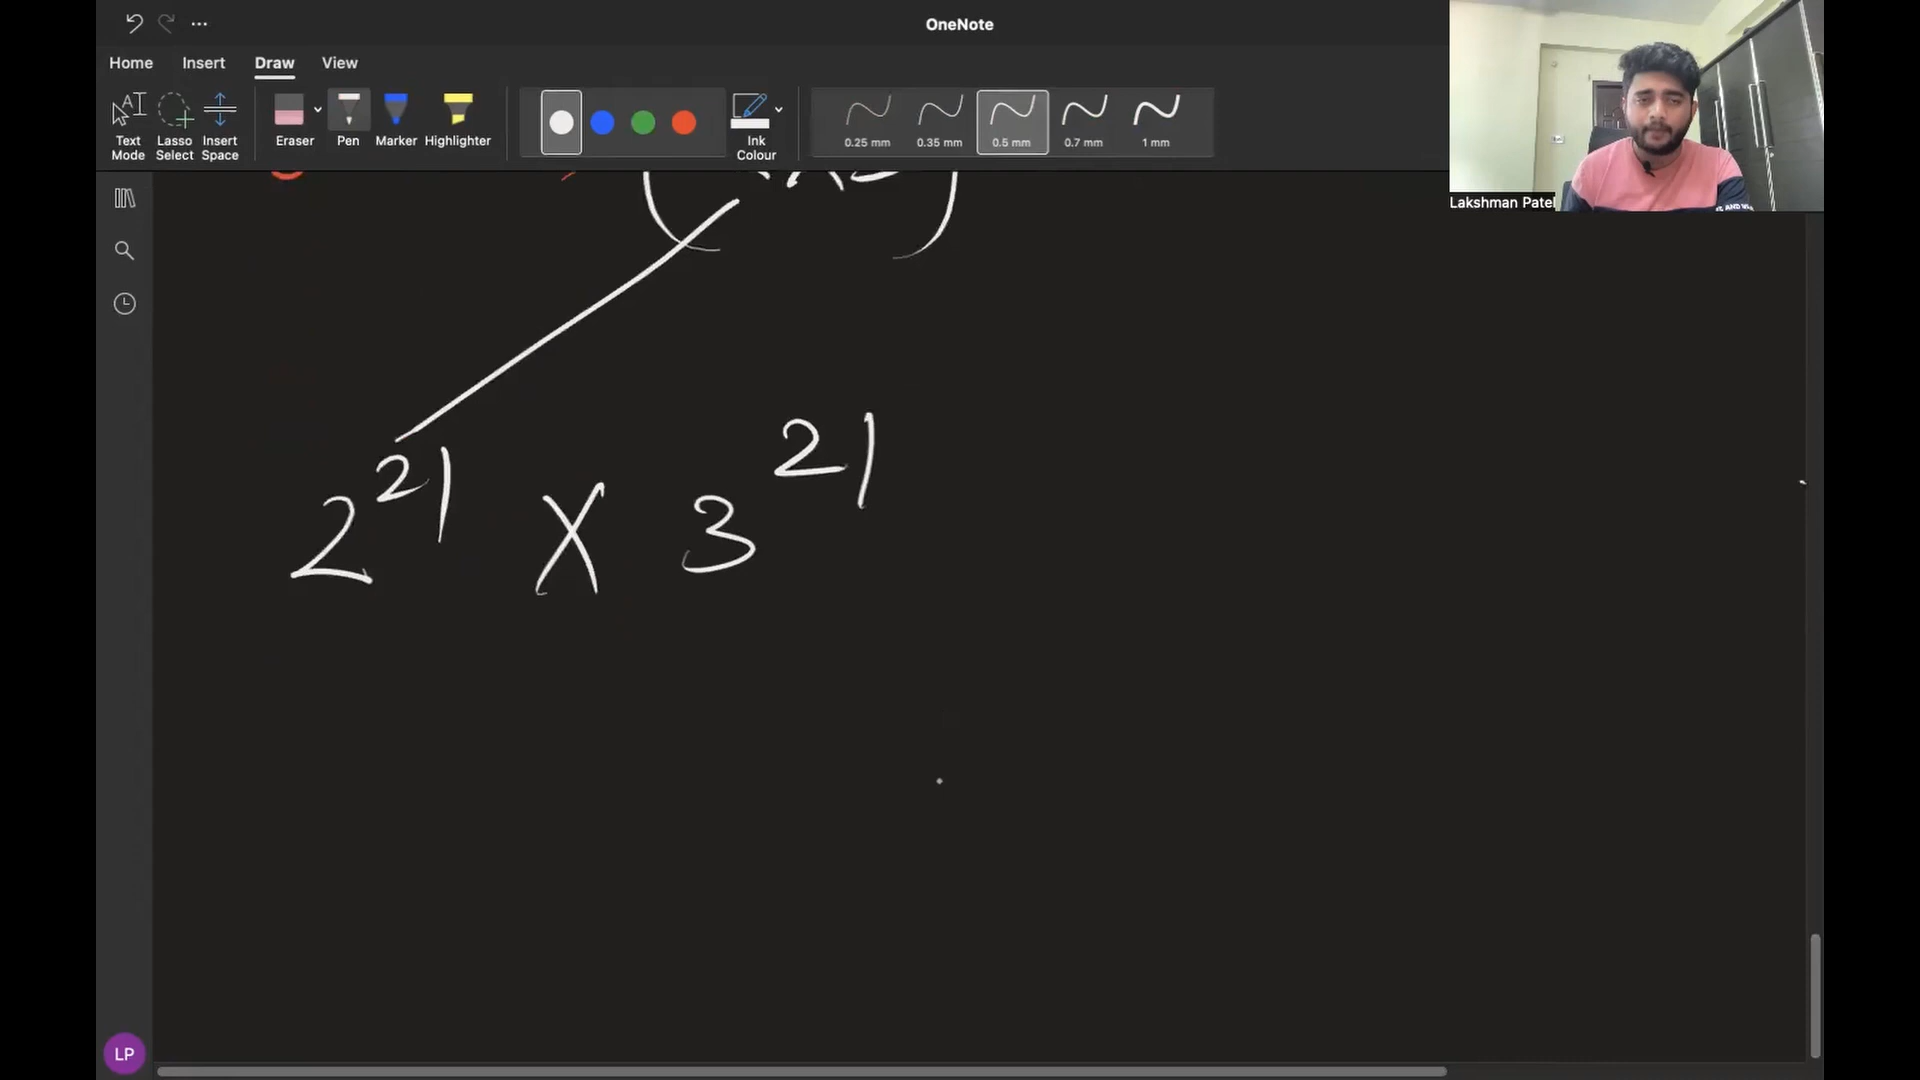 OneNote
Home Insert Draw View
Text Mode
Lasso Select
Insert Space
Eraser
Pen
Marker
Highlighter
Ink Colour
0.25 mm
0.35 mm
0.5 mm
0.7 mm
1 mm
Lakshman Patel
2²¹ X 3²¹
LP